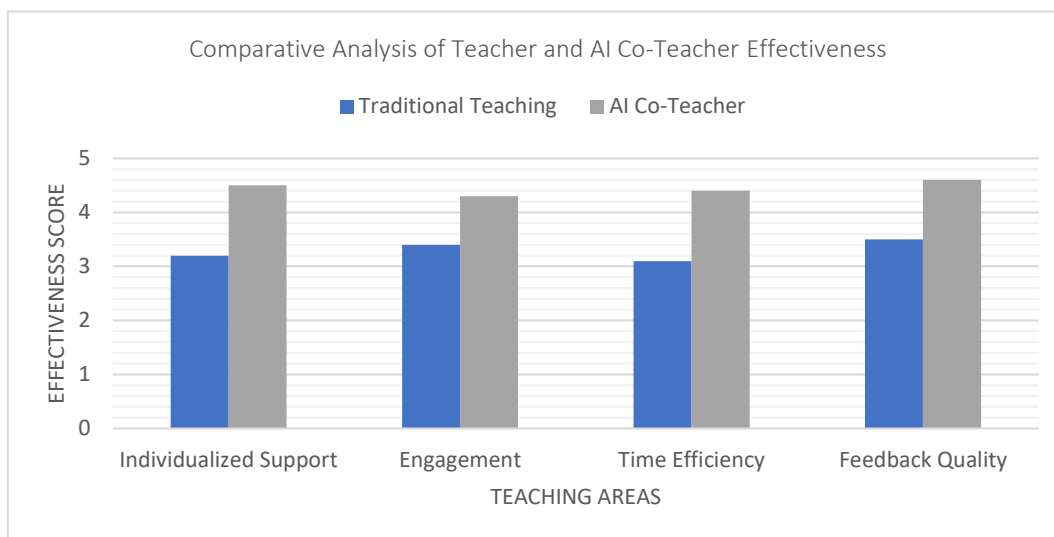 Comparative Analysis of Teacher and AI Co-Teacher Effectiveness
Traditional Teaching AI Co-Teacher
EFFECTIVENESS SCORE
5
4
3
2
1
0
Individualized Support Engagement Time Efficiency Feedback Quality
TEACHING AREAS